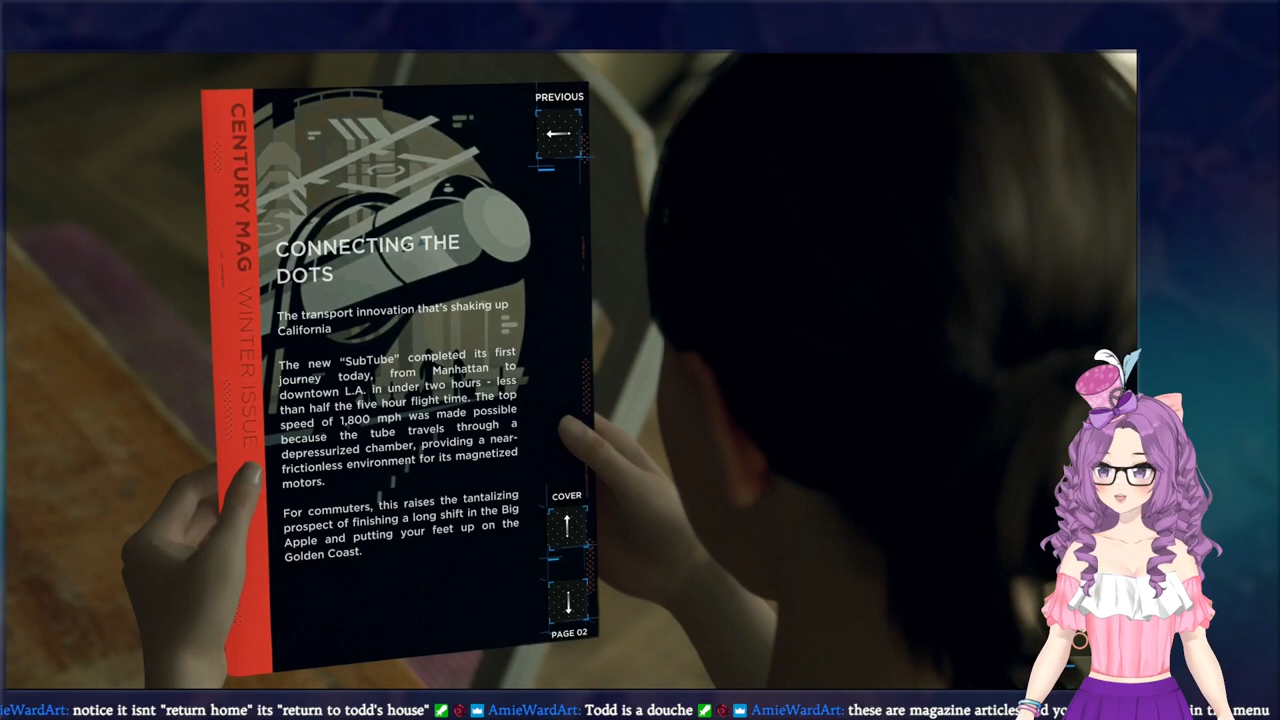 CENTURY MAG WINTER ISSUE
PREVIOUS
CONNECTING THE
DOTS
The transport innovation that's shaking up
California
The new “SubTube” completed its first
journey today, from Manhattan to
downtown L.A. in under two hours - less
than half the five hour flight time. The top
speed of 1,800 mph was made possible
because the tube travels through a
depressurized chamber, providing a near-
frictionless environment for its magnetized
motors.
For commuters, this raises the tantalizing
prospect of finishing a long shift in the Big
Apple and putting your feet up on the
Golden Coast.
COVER
PAGE 02
ieWardArt: notice it isnt "return home" its "return to todd's house" AmieWardArt: Todd is a douche AmieWardArt: these are magazine articles in the menu